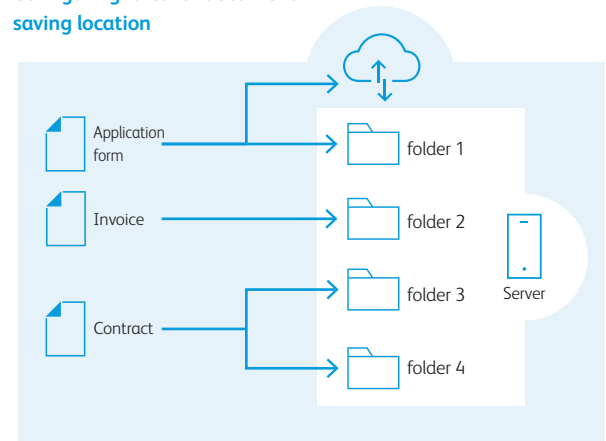 saving location
Application
form
folder 1
Invoice
folder 2
Contract
folder 3
Server
folder 4